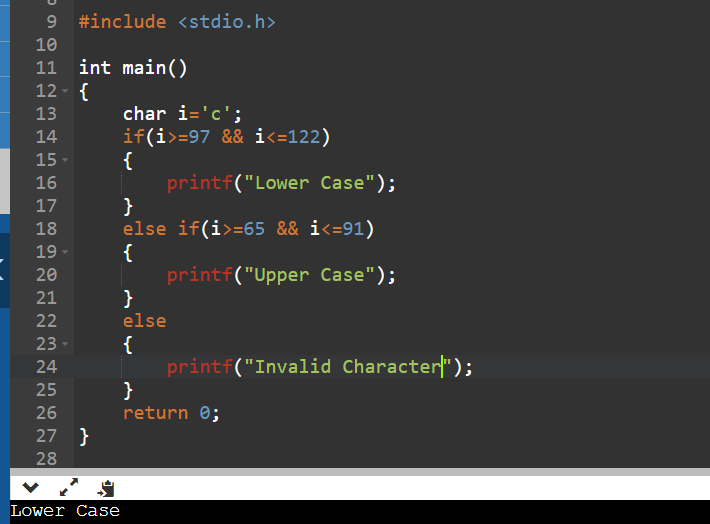 8
9 #include <stdio.h>
10
11 int main()
12 {
13     char i='c';
14     if(i>=97 && i<=122)
15     {
16         printf("Lower Case");
17     }
18     else if(i>=65 && i<=91)
19     {
20         printf("Upper Case");
21     }
22     else
23     {
24         printf("Invalid Character");
25     }
26     return 0;
27 }
28
Lower Case